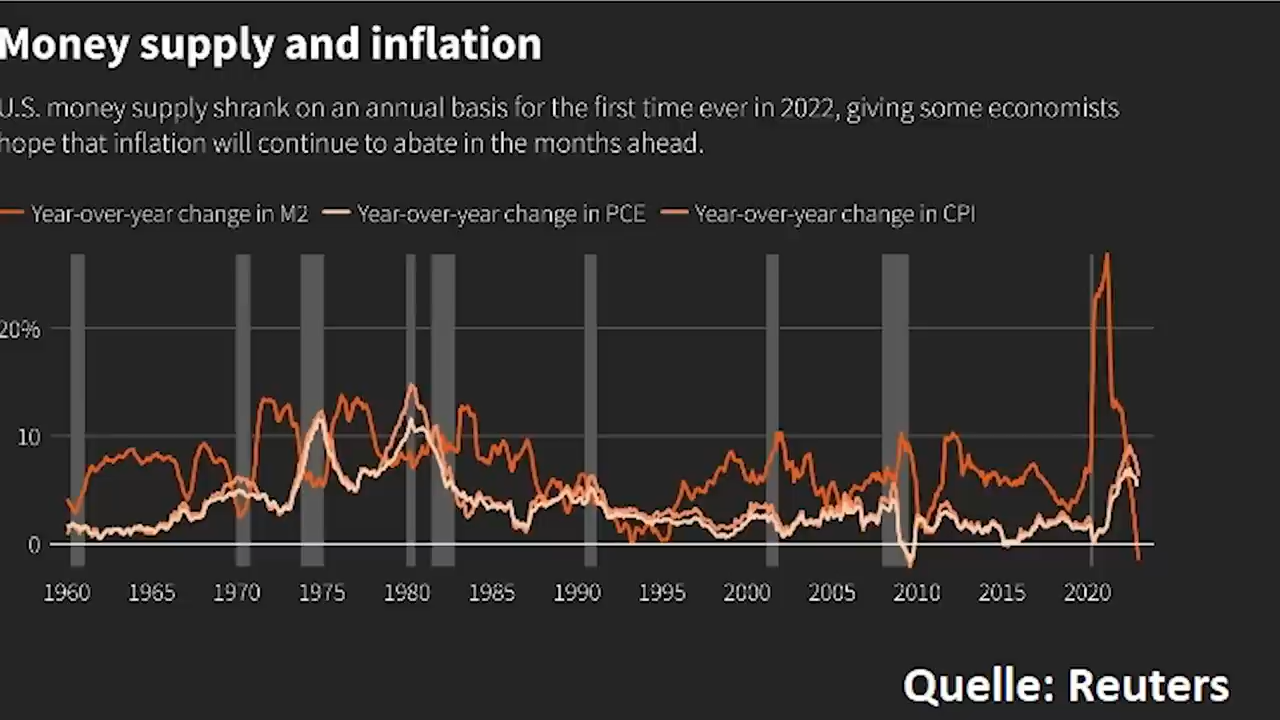 Money supply and inflation
U.S. money supply shrank on an annual basis for the first time ever in 2022, giving some economists
hope that inflation will continue to abate in the months ahead.
Year-over-year change in M2 Year-over-year change in PCE Year-over-year change in CPI
20%
10
0
1960 1965 1970 1975 1980 1985 1990 1995 2000 2005 2010 2015 2020
Quelle: Reuters